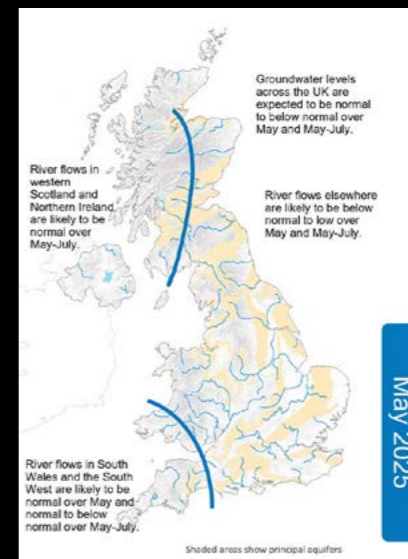 Groundwater levels
across the UK are
expected to be normal
to below normal over
May and May-July.
River flows in
western
Scotland and
Northern Ireland
are likely to be
normal over
May-July.
River flows elsewhere
are likely to be below
normal to low over
May and May-July.
May 2025
River flows in South
Wales and the South
West are likely to be
normal over May and
normal to below
normal over May-July.
Shaded areas show principal aquifers